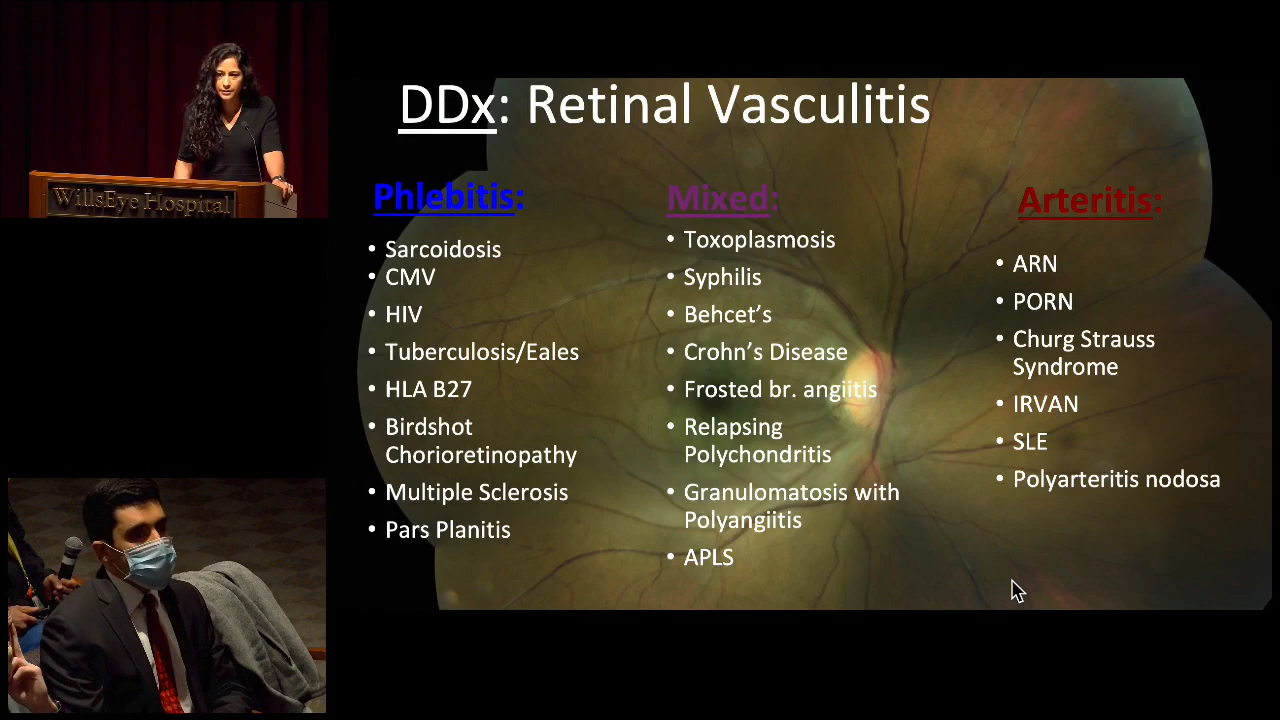 WillsEye Hospital
DDx: Retinal Vasculitis
Phlebitis:
• Sarcoidosis
• CMV
• HIV
• Tuberculosis/Eales
• HLA B27
• Birdshot
Chorioretinopathy
• Multiple Sclerosis
• Pars Planitis
Mixed:
• Toxoplasmosis
• Syphilis
• Behcet’s
• Crohn’s Disease
• Frosted br. angiitis
• Relapsing
Polychondritis
• Granulomatosis with
Polyangiitis
• APLS
Arteritis:
• ARN
• PORN
• Churg Strauss
Syndrome
• IRVAN
• SLE
• Polyarteritis nodosa